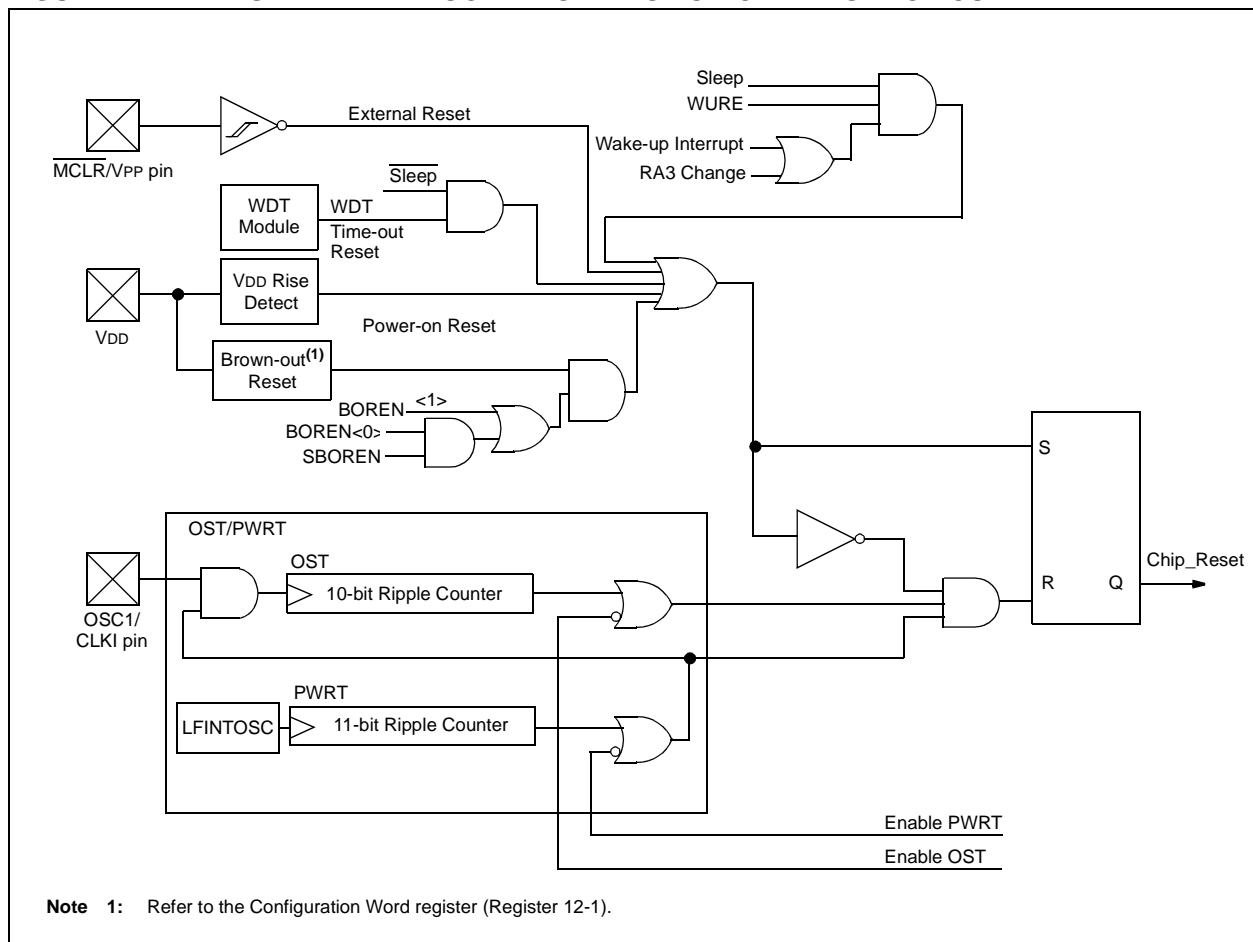 Sleep
WURE
External Reset
Wake-up Interrupt
RA3 Change
MCLR/VPP pin
Sleep
WDT
Module
WDT
Time-out
Reset
VDD Rise
Detect
VDD
Power-on Reset
Brown-out(1)
Reset
BOREN <1>
BOREN<0>
SBOREN
S
OST/PWRT
Chip_Reset
OST
10-bit Ripple Counter
R
Q
OSC1/
CLKI pin
PWRT
LFINTOSC
11-bit Ripple Counter
Enable PWRT
Enable OST
Note 1: Refer to the Configuration Word register (Register 12-1).